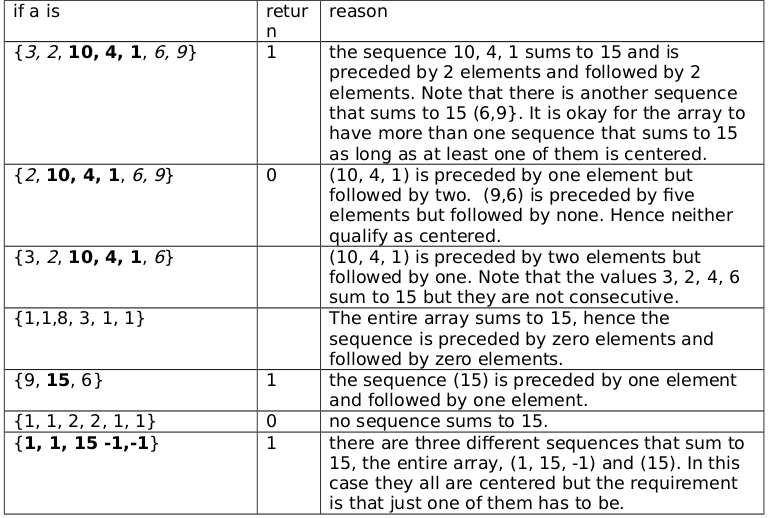 if a is retur reason
n
{3, 2, 10, 4, 1, 6, 9} 1 the sequence 10, 4, 1 sums to 15 and is
preceded by 2 elements and followed by 2
elements. Note that there is another sequence
that sums to 15 (6,9}. It is okay for the array to
have more than one sequence that sums to 15
as long as at least one of them is centered.
{2, 10, 4, 1, 6, 9} 0 (10, 4, 1) is preceded by one element but
followed by two.  (9,6) is preceded by five
elements but followed by none. Hence neither
qualify as centered.
{3, 2, 10, 4, 1, 6} (10, 4, 1) is preceded by two elements but
followed by one. Note that the values 3, 2, 4, 6
sum to 15 but they are not consecutive.
{1,1,8, 3, 1, 1} The entire array sums to 15, hence the
sequence is preceded by zero elements and
followed by zero elements.
{9, 15, 6} 1 the sequence (15) is preceded by one element
and followed by one element.
{1, 1, 2, 2, 1, 1} 0 no sequence sums to 15.
{1, 1, 15 -1,-1} 1 there are three different sequences that sum to
15, the entire array, (1, 15, -1) and (15). In this
case they all are centered but the requirement
is that just one of them has to be.